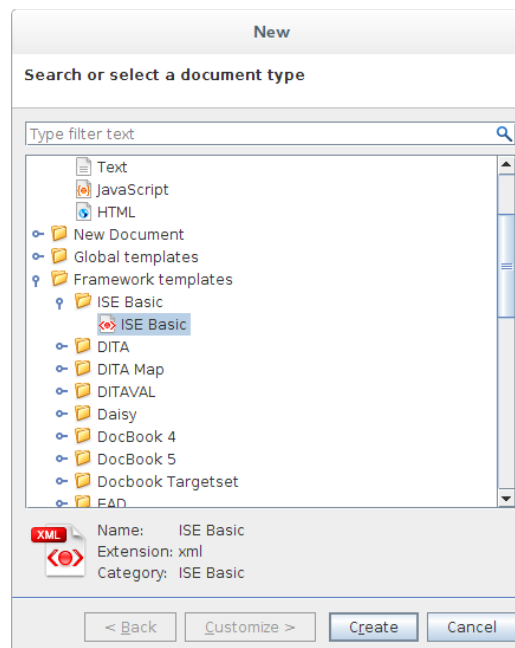 New
Search or select a document type
Type filter text
Text
JavaScript
HTML
New Document
Global templates
Framework templates
ISE Basic
ISE Basic
DITA
DITA Map
DITAVAL
Daisy
DocBook 4
DocBook 5
Docbook Targetset
EAD
XML
Name: ISE Basic
Extension: xml
Category: ISE Basic
< Back Customize > Create Cancel